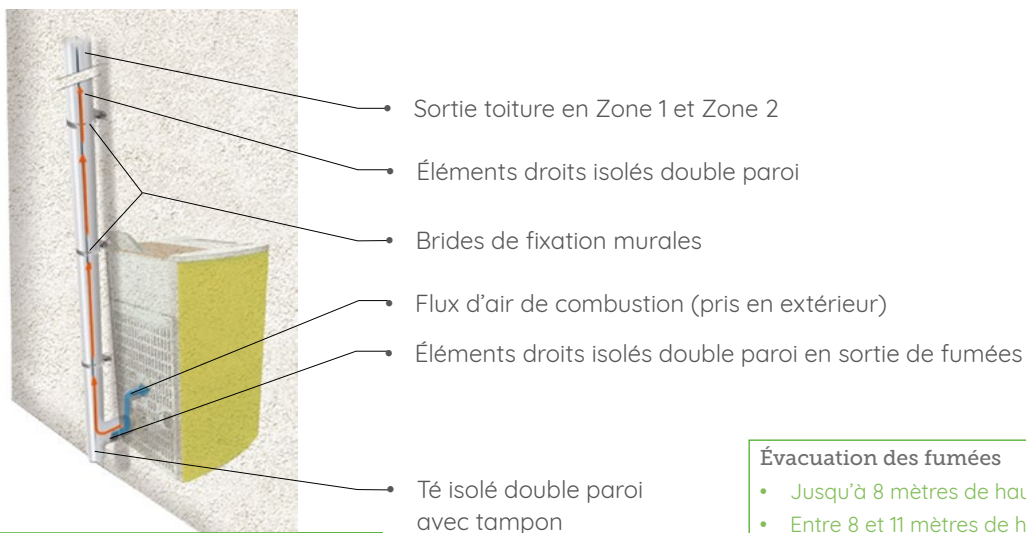 Sortie toiture en Zone 1 et Zone 2
Éléments droits isolés double paroi
Brides de fixation murales
Flux d'air de combustion (pris en extérieur)
Éléments droits isolés double paroi en sortie de fumées
Té isolé double paroi
avec tampon
Évacuation des fumées
• Jusqu'à 8 mètres de
• Entre 8 et 11 mètres de